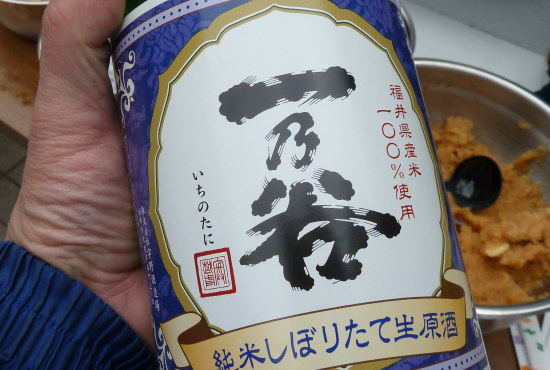 福井県産米
一〇〇%使用
一乃谷
いちのたに
純米しぼりたて生原酒